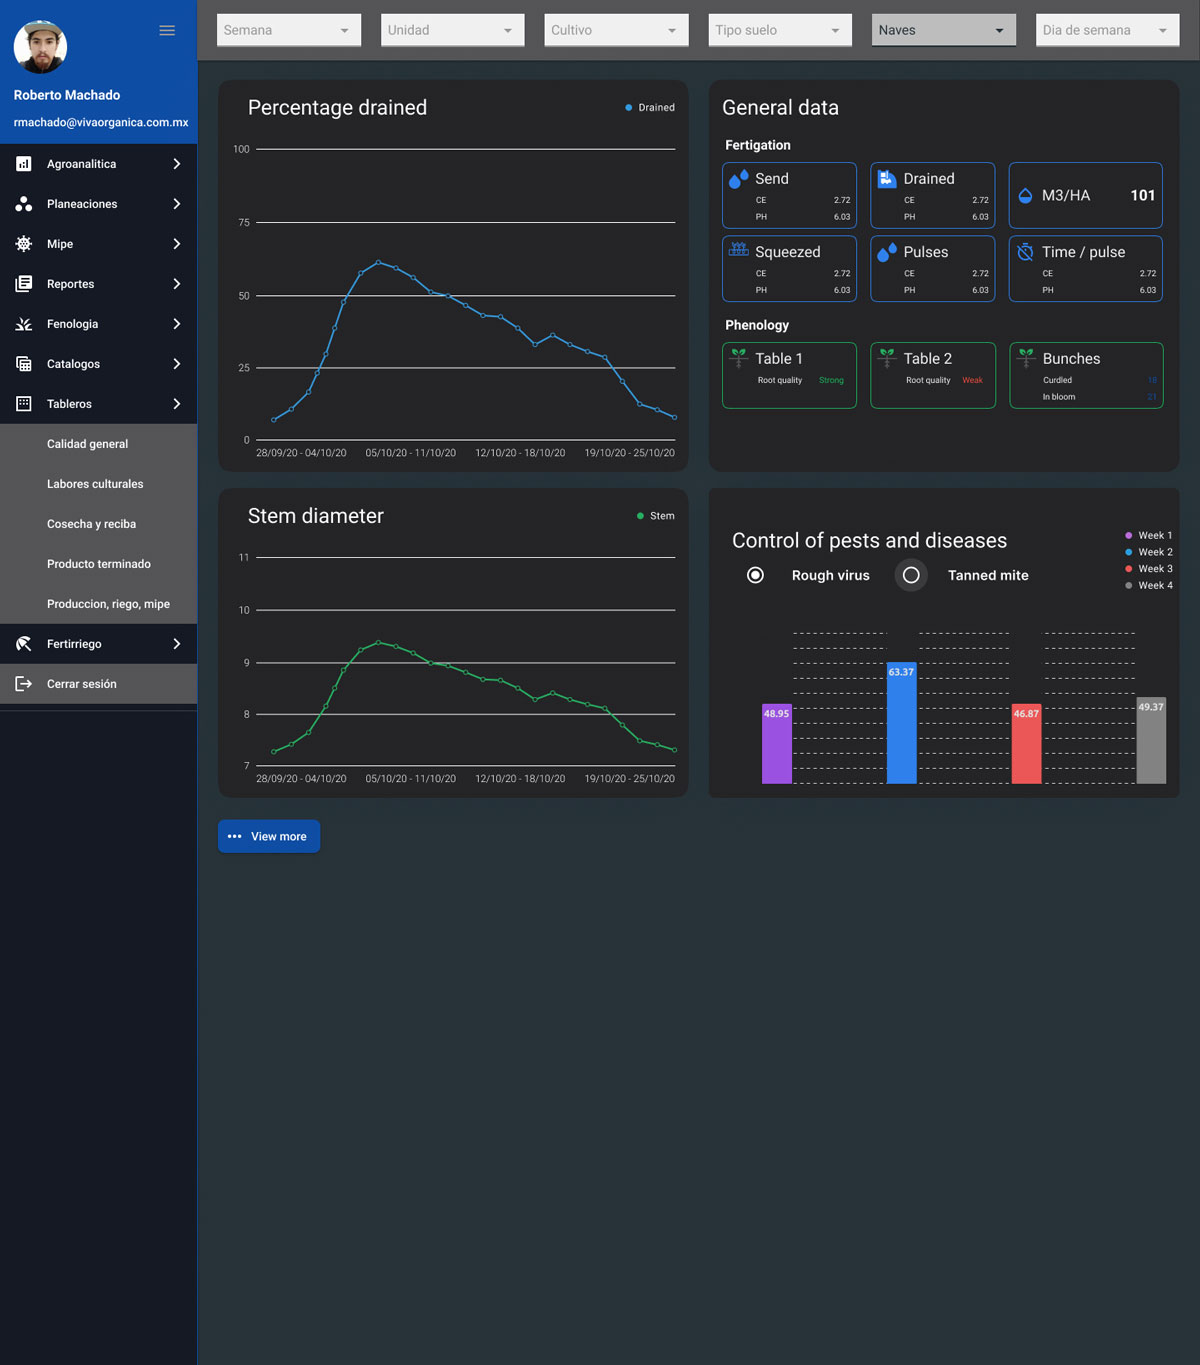 Roberto Machado
rmachado@vivaorganica.com.mx
Agroanalitica
Planeaciones
Mipe
Reportes
Fenologia
Catalogos
Tableros
Calidad general
Labores culturales
Cosecha y reciba
Producto terminado
Produccion, riego, mipe
Fertirriego
Cerrar sesión
Semana
Unidad
Cultivo
Tipo suelo
Naves
Dia de semana
Percentage drained
Drained
100
75
50
25
0
28/09/20 - 04/10/20
05/10/20 - 11/10/20
12/10/20 - 18/10/20
19/10/20 - 25/10/20
General data
Fertigation
Send
CE 2.72
PH 6.03
Drained
CE 2.72
PH 6.03
M3/HA 101
Squeezed
CE 2.72
PH 6.03
Pulses
CE 2.72
PH 6.03
Time / pulse
CE 2.72
PH 6.03
Phenology
Table 1
Root quality Strong
Table 2
Root quality Weak
Bunches
Curdled 18
In bloom 21
Stem diameter
Stem
11
10
9
8
7
28/09/20 - 04/10/20
05/10/20 - 11/10/20
12/10/20 - 18/10/20
19/10/20 - 25/10/20
Control of pests and diseases
Rough virus
Tanned mite
Week 1
Week 2
Week 3
Week 4
48.95
63.37
46.87
49.37
View more